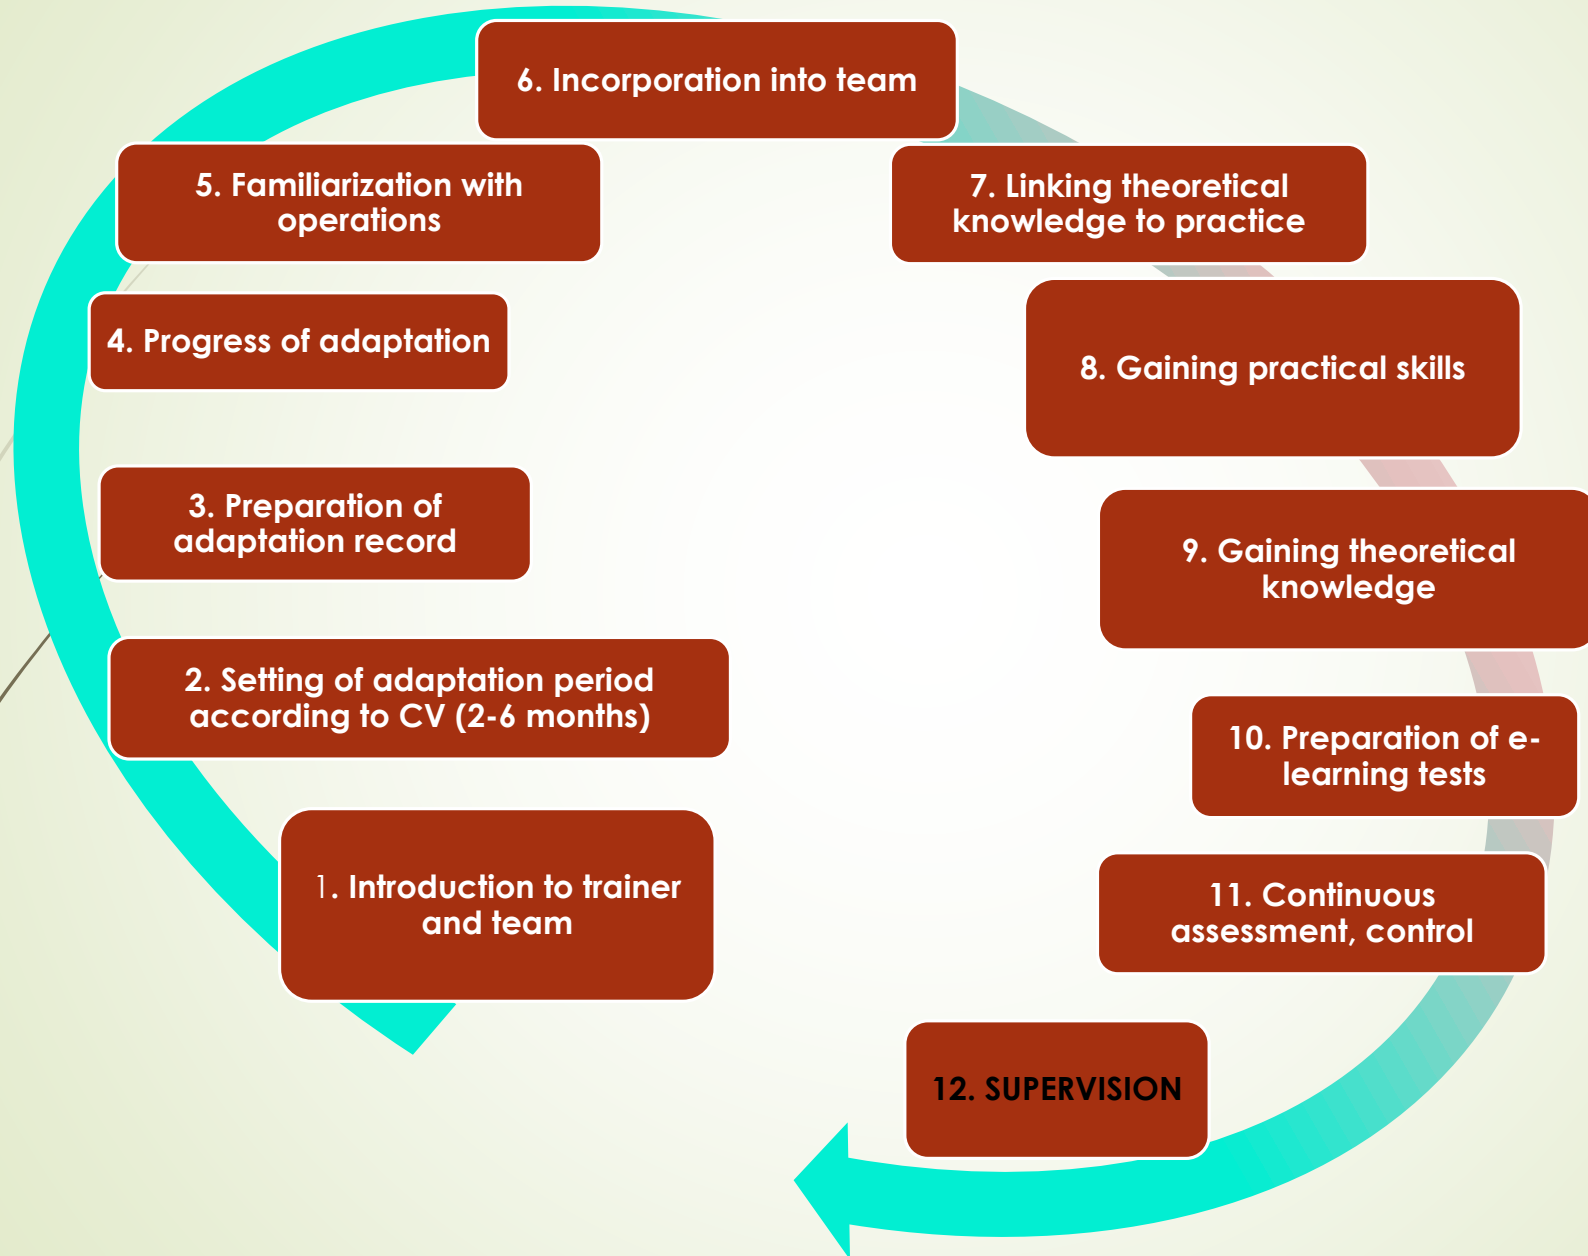 6. Incorporation into team
5. Familiarization with
operations
7. Linking theoretical
knowledge to practice
4. Progress of adaptation
8. Gaining practical skills
3. Preparation of
adaptation record
9. Gaining theoretical
knowledge
2. Setting of adaptation period
according to CV (2-6 months)
10. Preparation of e-
learning tests
1. Introduction to trainer
and team
11. Continuous
assessment, control
12. SUPERVISION